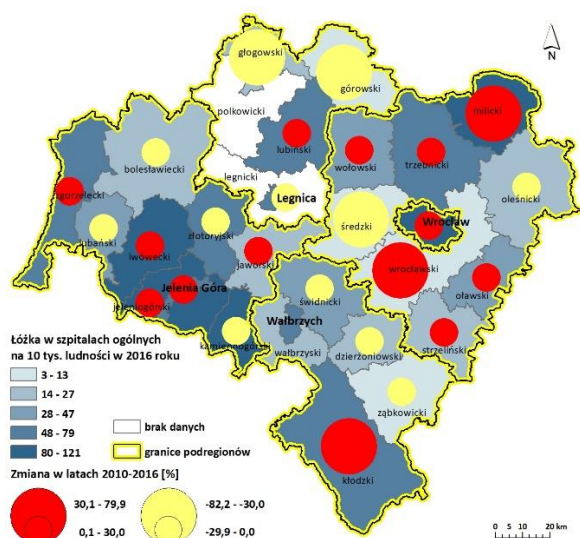 głogowski
górowski
N
polkowicki
milicki
lubiński
wołowski
trzebnicki
bolesławiecki
legnicki
zgorzelecki
Legnica
oleśnicki
średzki
Wrocław
lubański
złotoryjski
lwówecki
jaworski
wrocławski
Jelenia Góra
oławski
jeleniogórski
świdnicki
Wałbrzych
kamiennogórski
strzeliński
wałbrzyski
dzierżoniowski
ząbkowicki
kłodzki
Łóżka w szpitalach ogólnych
na 10 tys. ludności w 2016 roku
3 - 13
14 - 27
28 - 47
48 - 79
80 - 121
brak danych
granice podregionów
Zmiana w latach 2010-2016 [%]
30,1 - 79,9
0,1 - 30,0
-82,2 - -30,0
-29,9 - 0,0
0 10 20 km